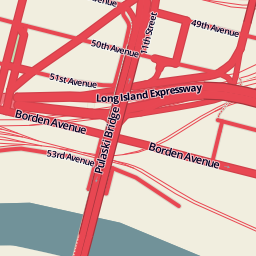 11th Street
49th Avenue
50th Avenue
51st Avenue
Long Island Expressway
Borden Avenue
Pulaski Bridge
Borden Avenue
53rd Avenue